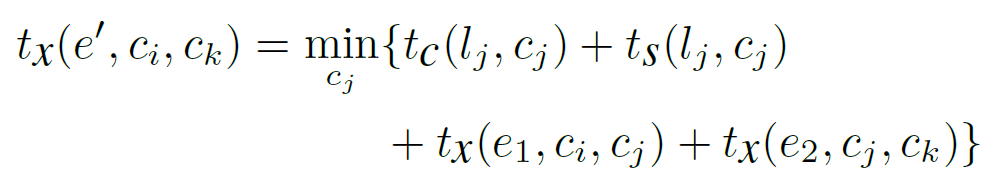 t_X(e′, c_i, c_k) = min_{c_j}{t_C(l_j, c_j) + t_S(l_j, c_j)
+ t_X(e_1, c_i, c_j) + t_X(e_2, c_j, c_k)}